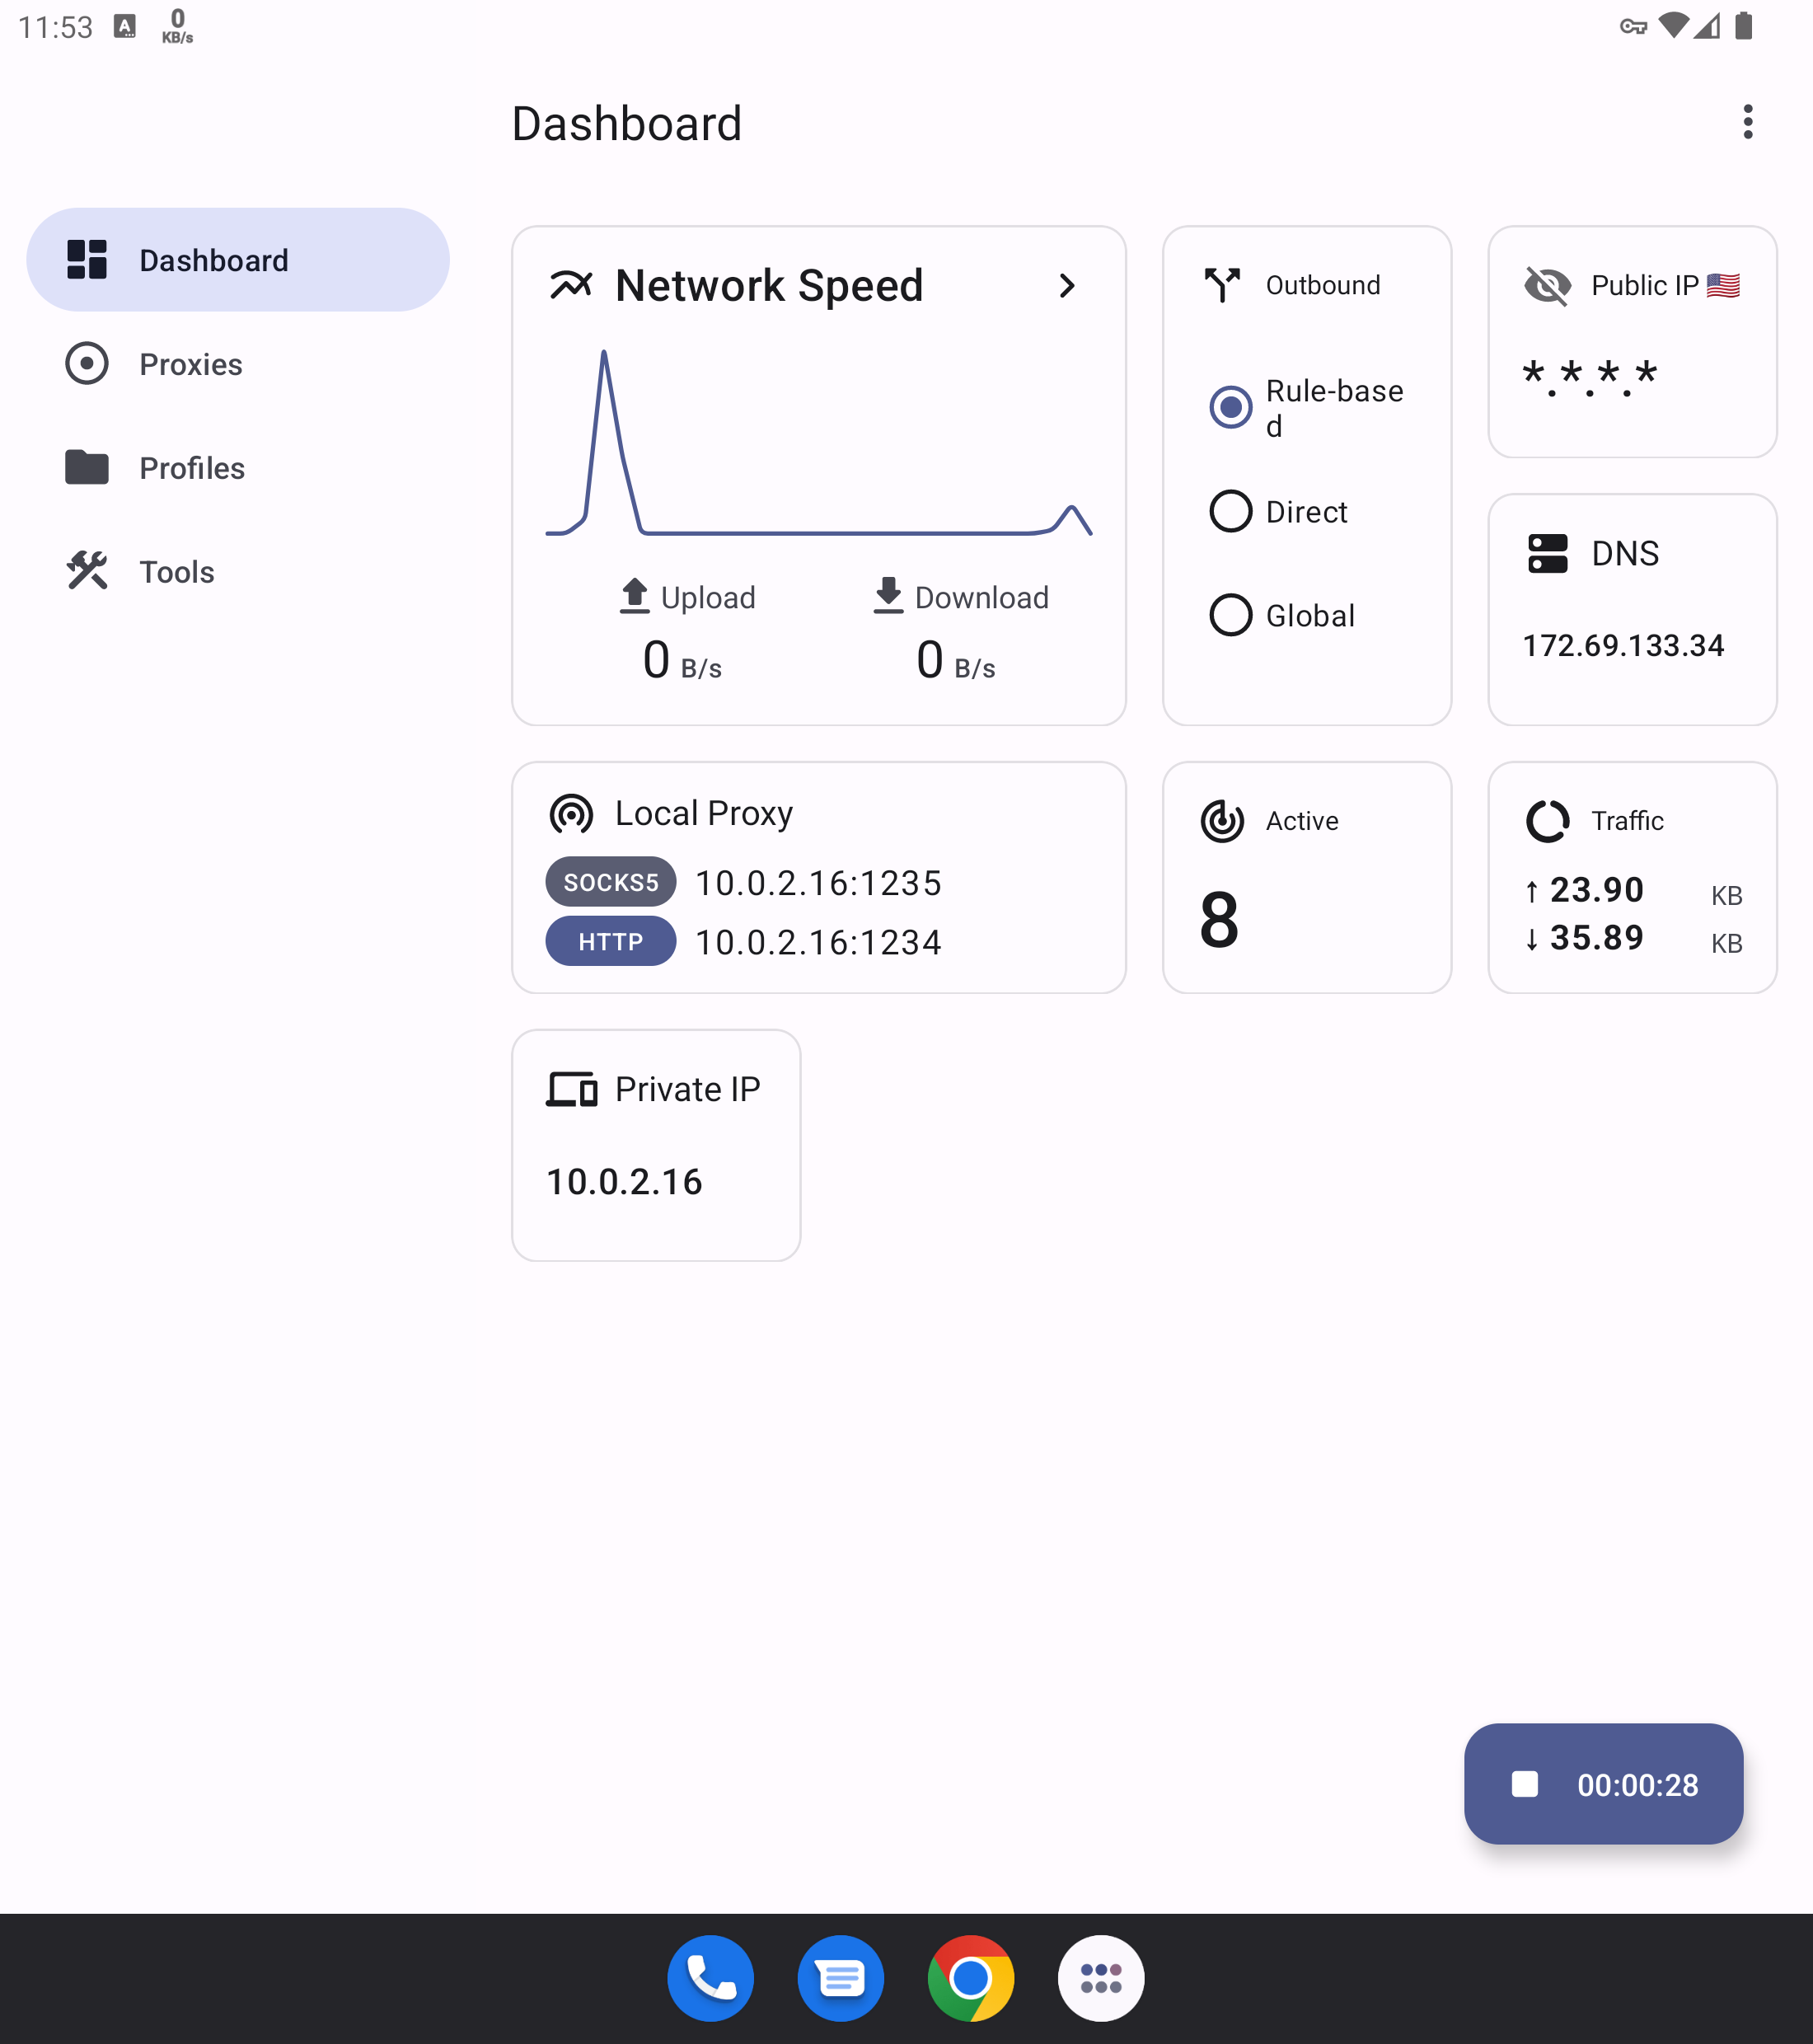 11:53 A 0 KB/s
Dashboard
Dashboard
Proxies
Profiles
Tools
Network Speed
Upload
0 B/s
Download
0 B/s
Outbound
Rule-base
d
Direct
Global
Public IP 🇺🇸
*.*.*.*
DNS
172.69.133.34
Local Proxy
SOCKS5 10.0.2.16:1235
HTTP 10.0.2.16:1234
Active
8
Traffic
↑ 23.90 KB
↓ 35.89 KB
Private IP
10.0.2.16
00:00:28